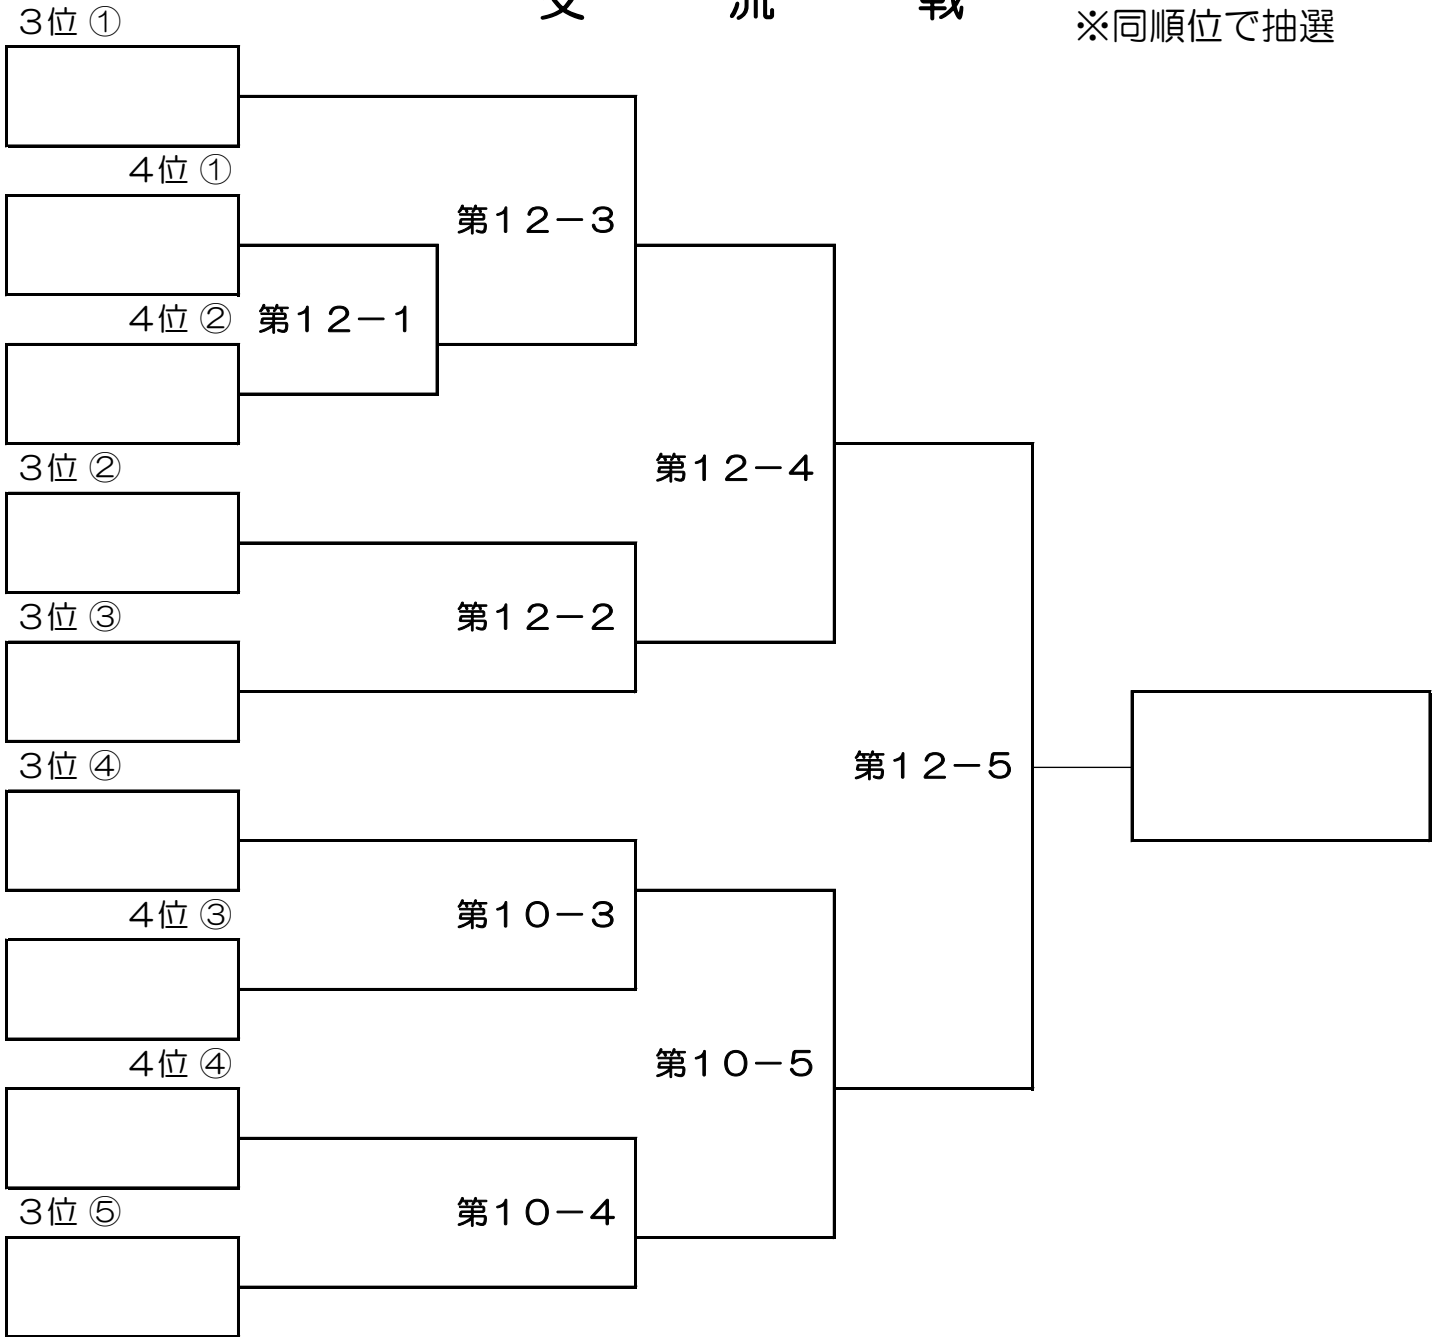 交流戦
※同順位で抽選
３位 ①
４位 ①
第１２－３
４位 ②
第１２－１
３位 ②
第１２－４
３位 ③
第１２－２
３位 ④
第１２－５
４位 ③
第１０－３
４位 ④
第１０－５
３位 ⑤
第１０－４